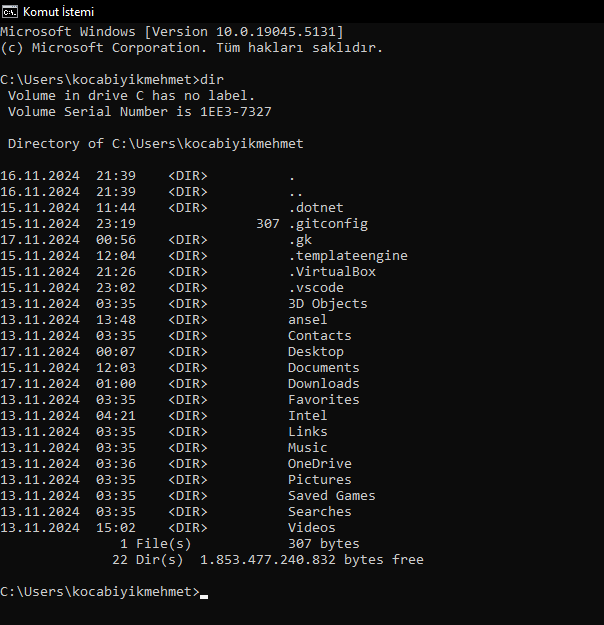 Komut İstemi
Microsoft Windows [Version 10.0.19045.5131]
(c) Microsoft Corporation. Tüm hakları saklıdır.
C:\Users\kocabiyikmehmet>dir
 Volume in drive C has no label.
 Volume Serial Number is 1EE3-7327
 Directory of C:\Users\kocabiyikmehmet
16.11.2024  21:39    <DIR>          .
16.11.2024  21:39    <DIR>          ..
15.11.2024  11:44    <DIR>          .dotnet
15.11.2024  23:19               307 .gitconfig
17.11.2024  00:56    <DIR>          .gk
15.11.2024  12:04    <DIR>          .templateengine
15.11.2024  21:26    <DIR>          .VirtualBox
15.11.2024  23:02    <DIR>          .vscode
13.11.2024  03:35    <DIR>          3D Objects
13.11.2024  13:48    <DIR>          ansel
13.11.2024  03:35    <DIR>          Contacts
17.11.2024  00:07    <DIR>          Desktop
15.11.2024  12:03    <DIR>          Documents
17.11.2024  01:00    <DIR>          Downloads
13.11.2024  03:35    <DIR>          Favorites
13.11.2024  04:21    <DIR>          Intel
13.11.2024  03:35    <DIR>          Links
13.11.2024  03:35    <DIR>          Music
13.11.2024  03:36    <DIR>          OneDrive
13.11.2024  03:35    <DIR>          Pictures
13.11.2024  03:35    <DIR>          Saved Games
13.11.2024  03:35    <DIR>          Searches
13.11.2024  15:02    <DIR>          Videos
               1 File(s)            307 bytes
              22 Dir(s)  1.853.477.240.832 bytes free
C:\Users\kocabiyikmehmet>